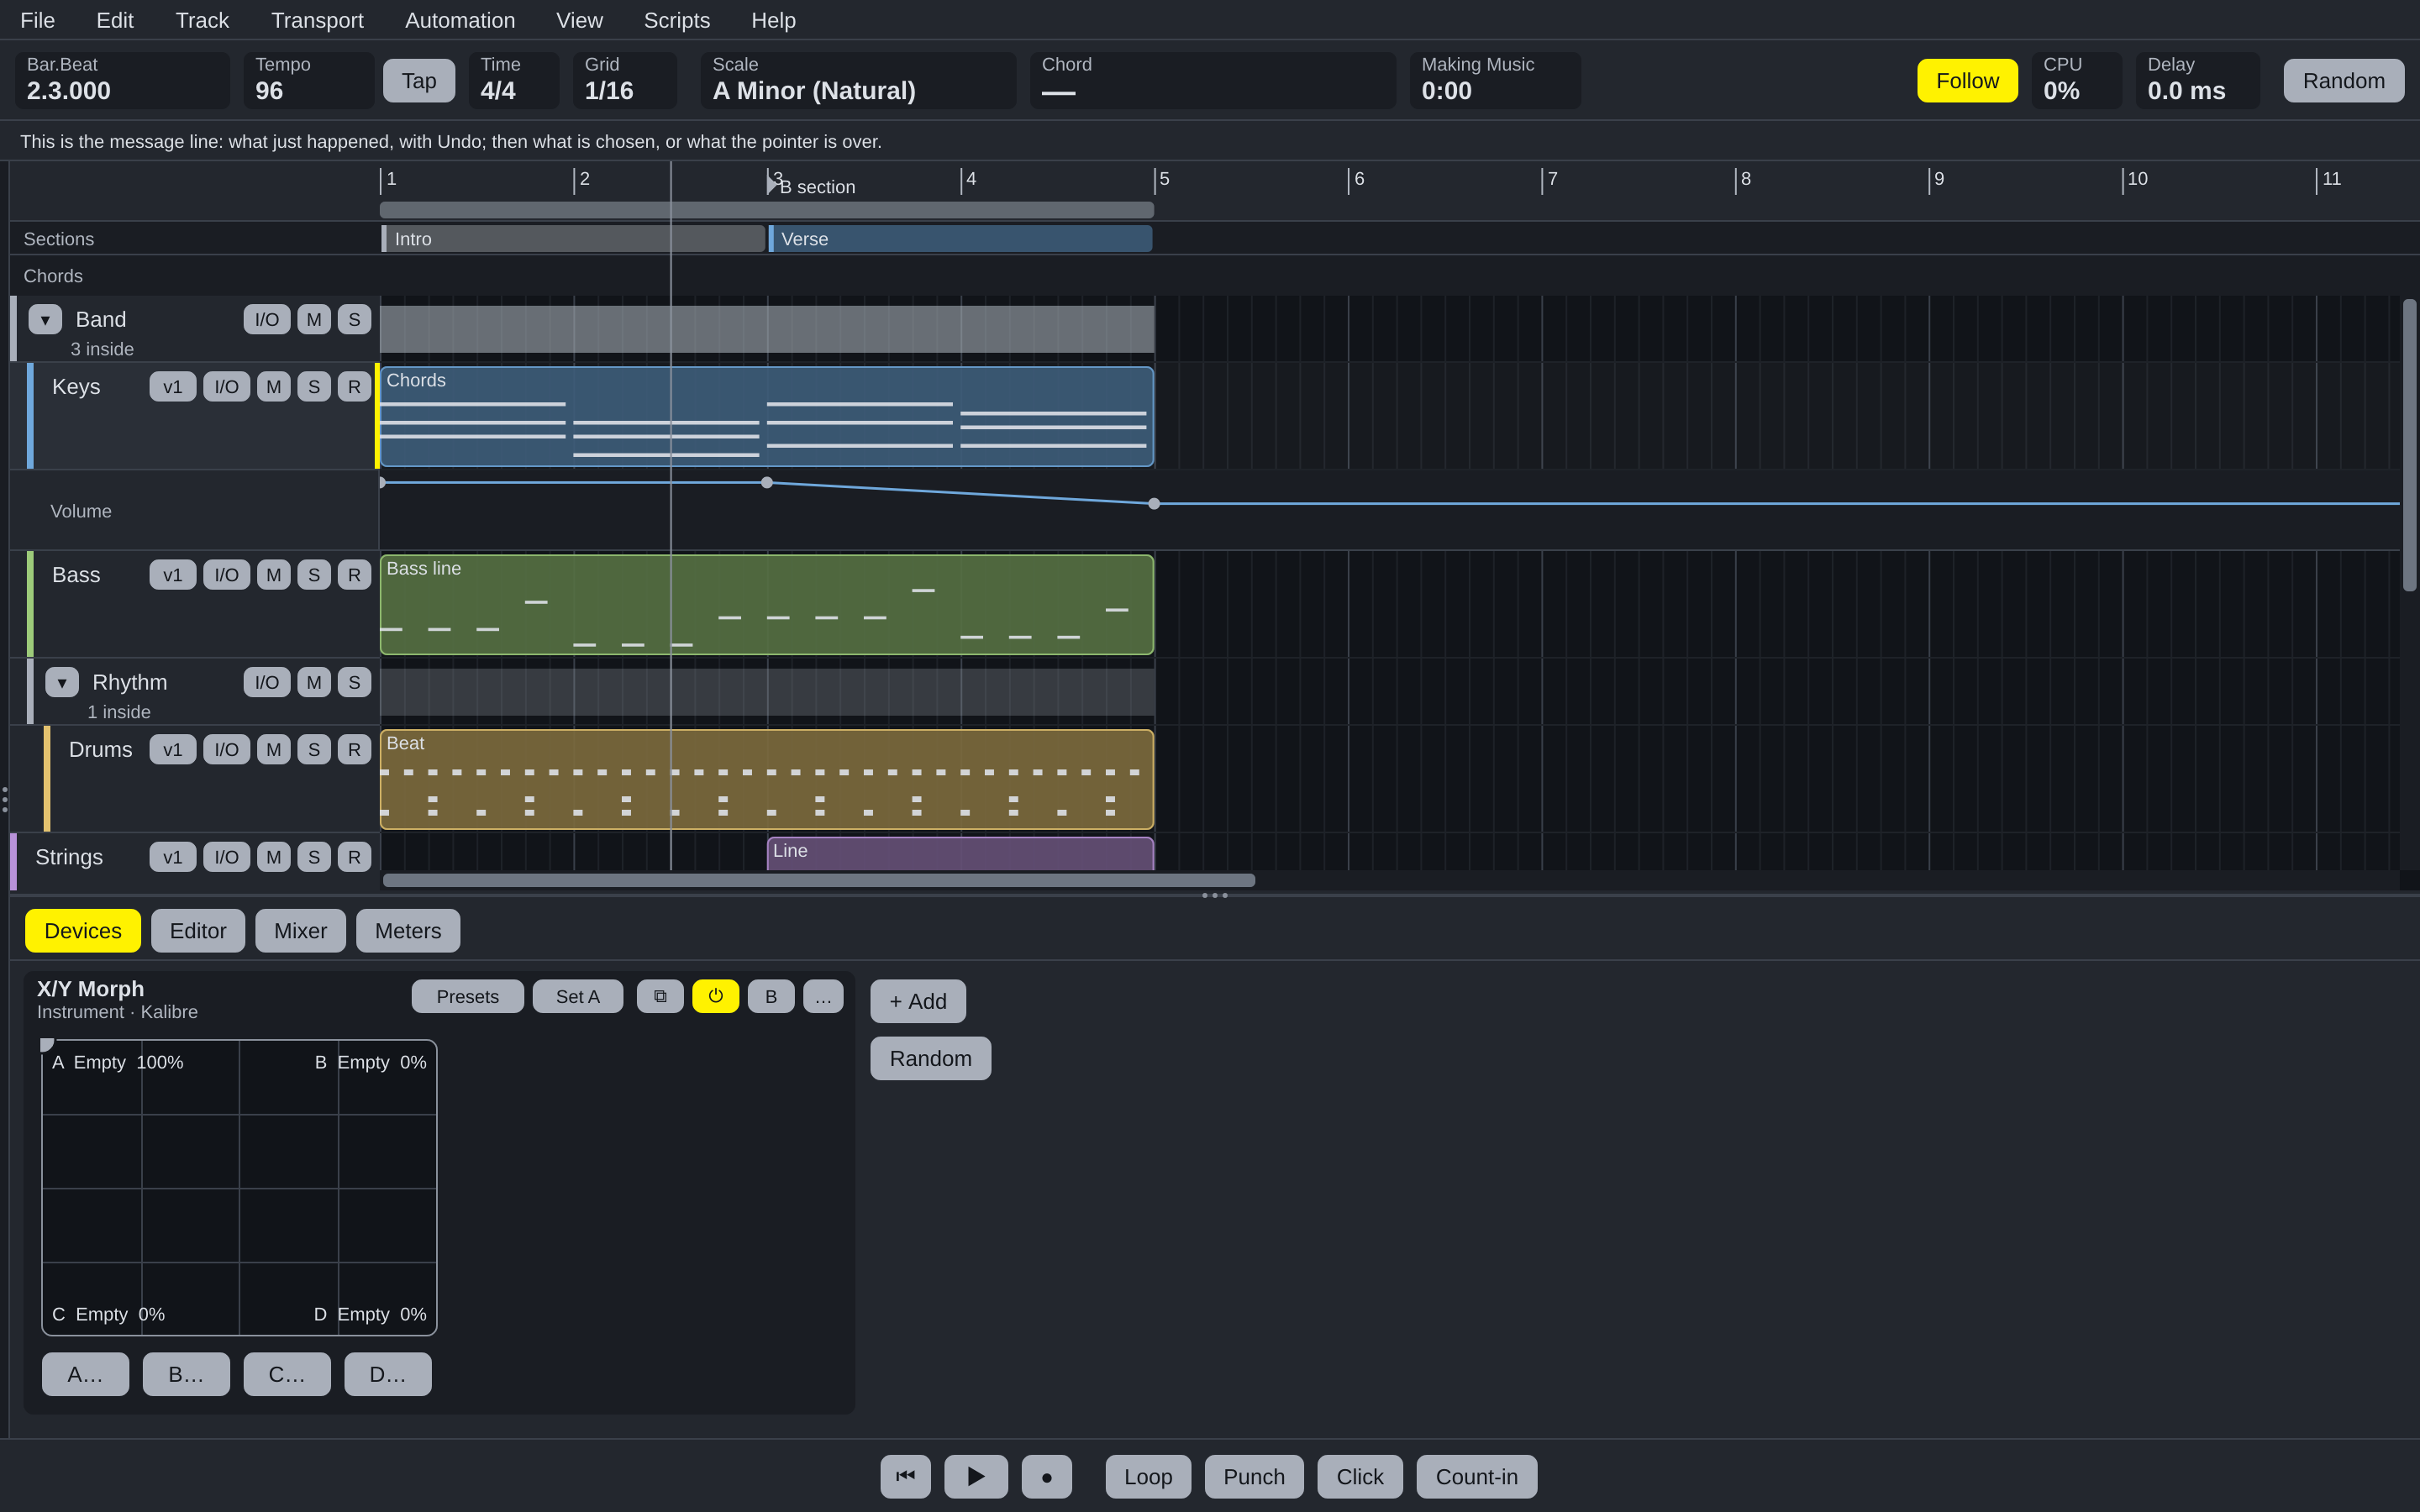 File Edit Track Transport Automation View Scripts Help
Bar.Beat Tempo Time Grid Scale Chord Making Music CPU Delay
2.3.000 96 Tap 4/4 1/16 A Minor (Natural) — 0:00 Follow 0% 0.0 ms Random
This is the message line: what just happened, with Undo; then what is chosen, or what the pointer is over.
1 2 3 4 5 6 7 8 9 10 11
B section
Sections Intro Verse
Chords
▾ Band I/O M S
3 inside
Keys v1 I/O M S R Chords
Volume
Bass v1 I/O M S R Bass line
▾ Rhythm I/O M S
1 inside
Drums v1 I/O M S R Beat
Strings v1 I/O M S R Line
Devices Editor Mixer Meters
X/Y Morph Presets Set A B … + Add
Instrument · Kalibre
Random
A Empty 100% B Empty 0%
C Empty 0% D Empty 0%
A… B… C… D…
Loop Punch Click Count-in